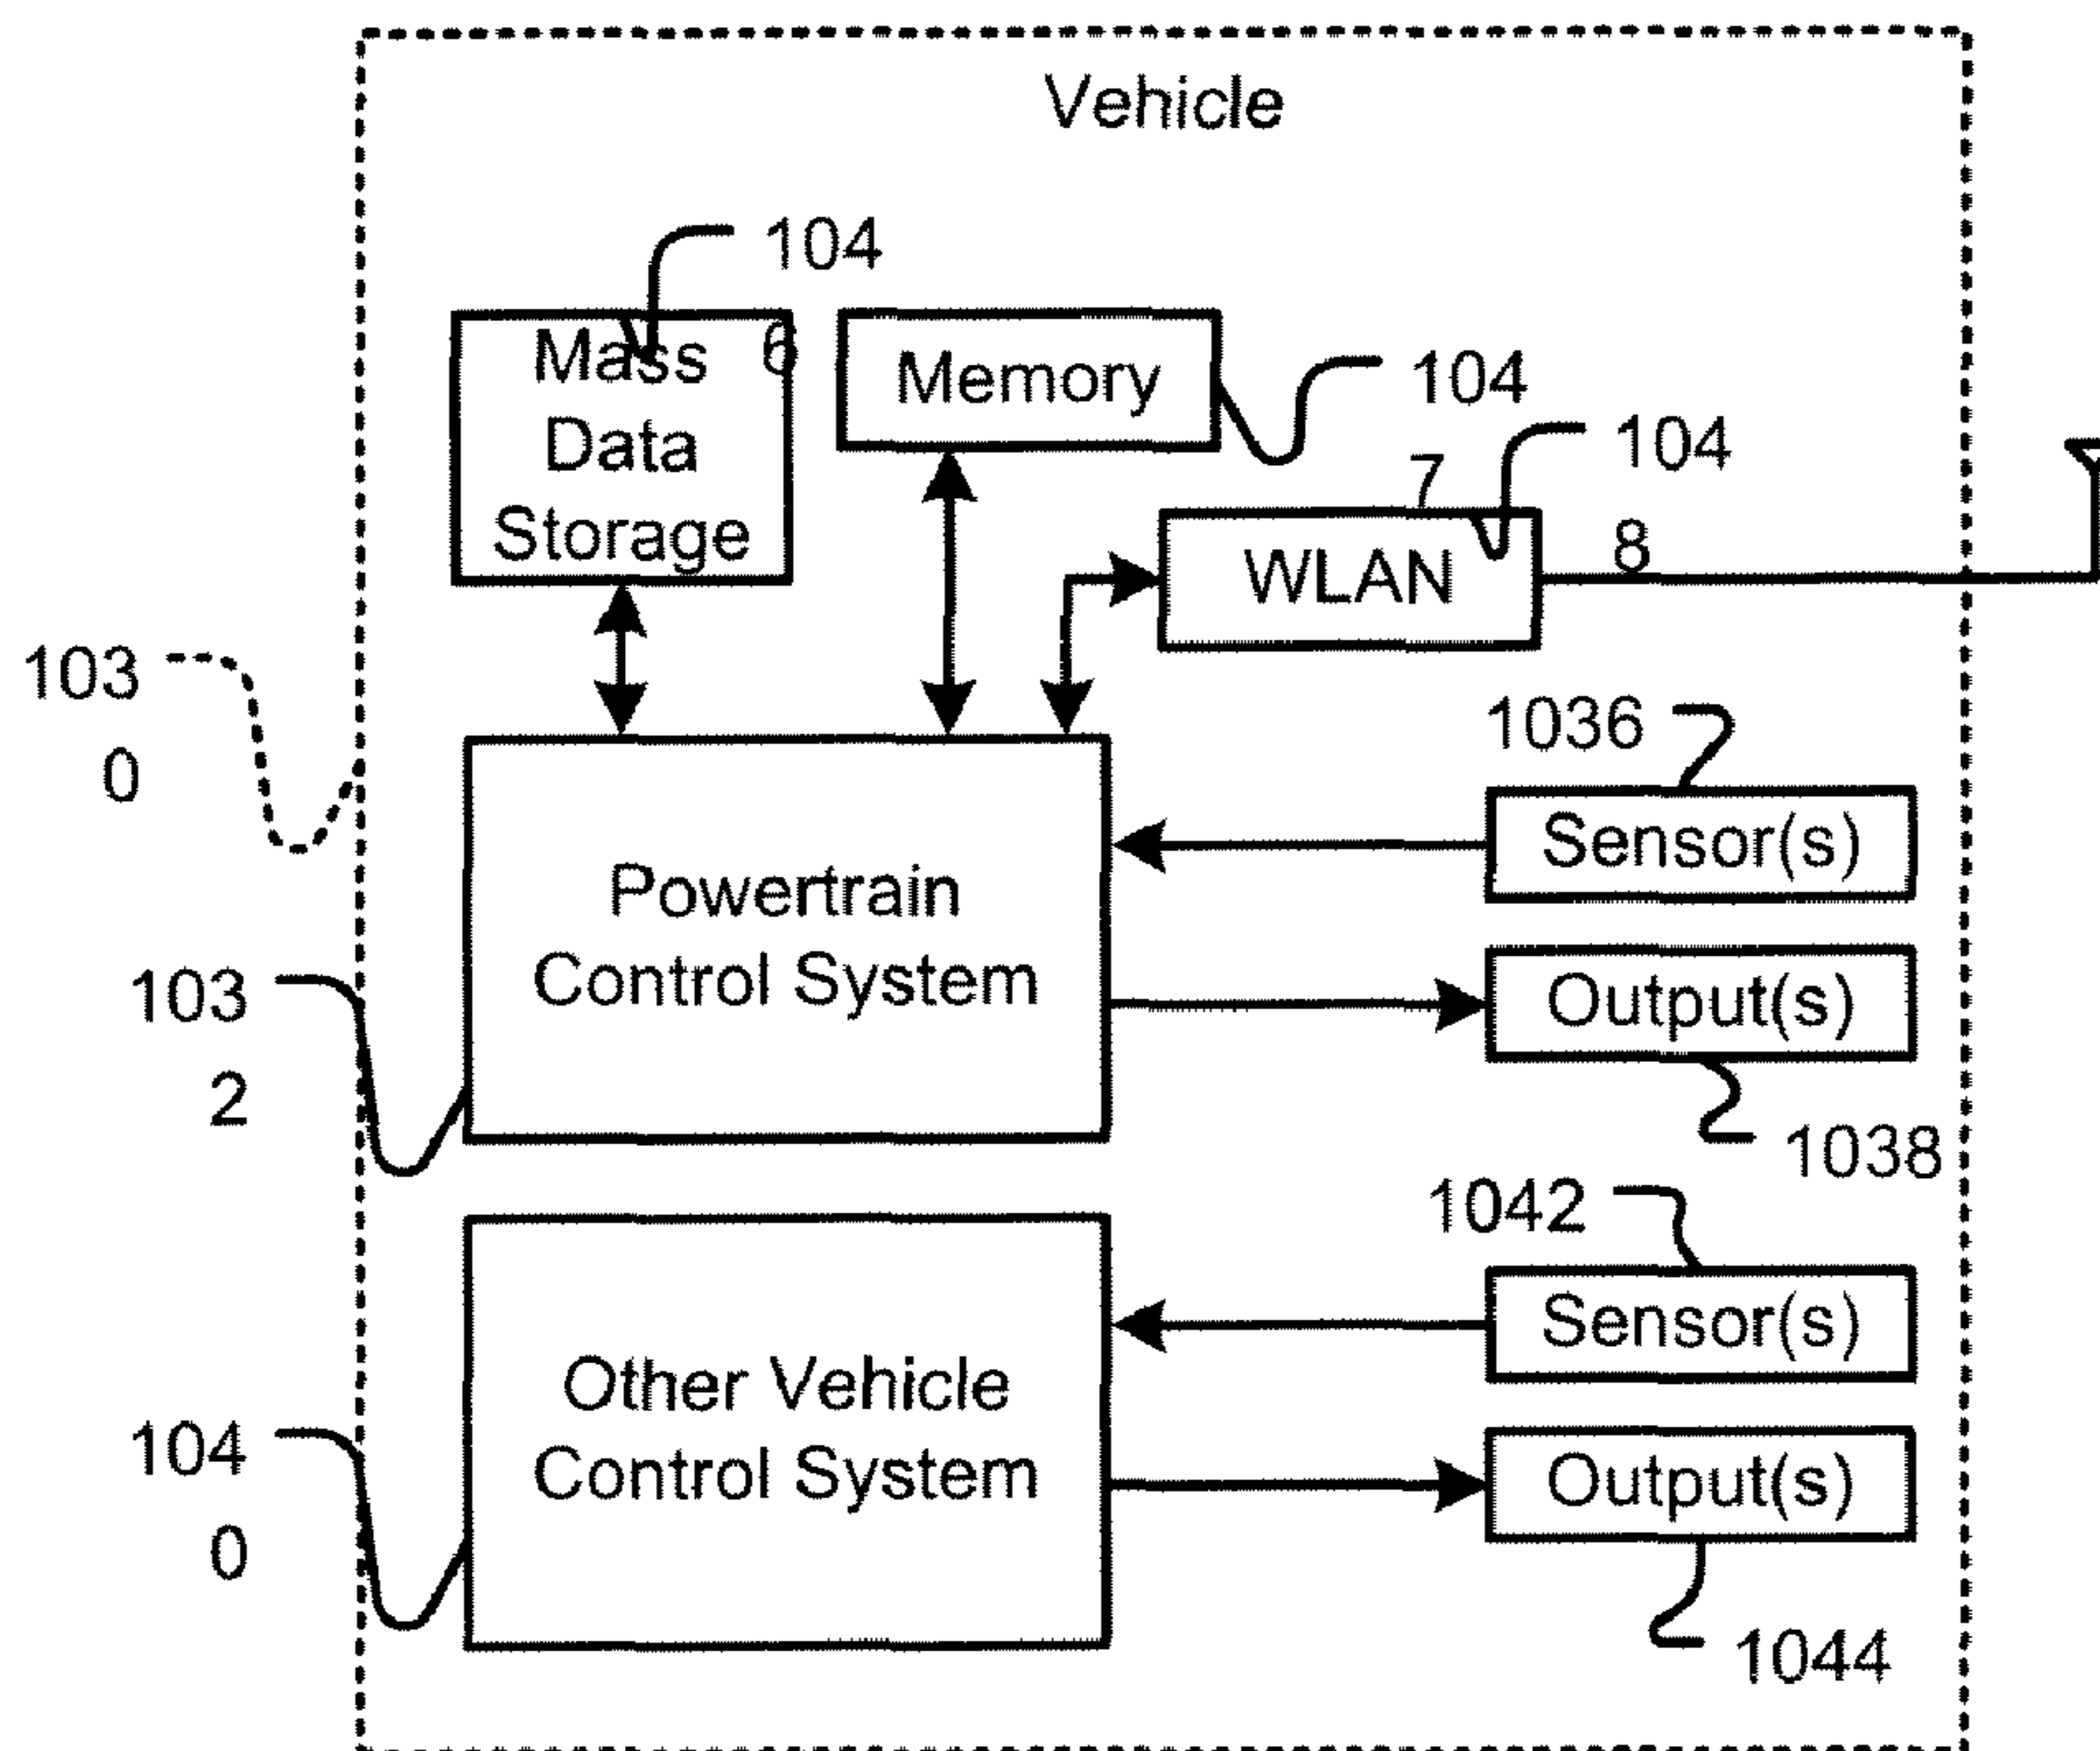 Vehicle
104
6
Mass
Data
Storage
Memory
104
7
104
8
WLAN
103
0
1036
Sensor(s)
Powertrain
Control System
Output(s)
103
2
1038
1042
Sensor(s)
Other Vehicle
Control System
Output(s)
104
0
1044